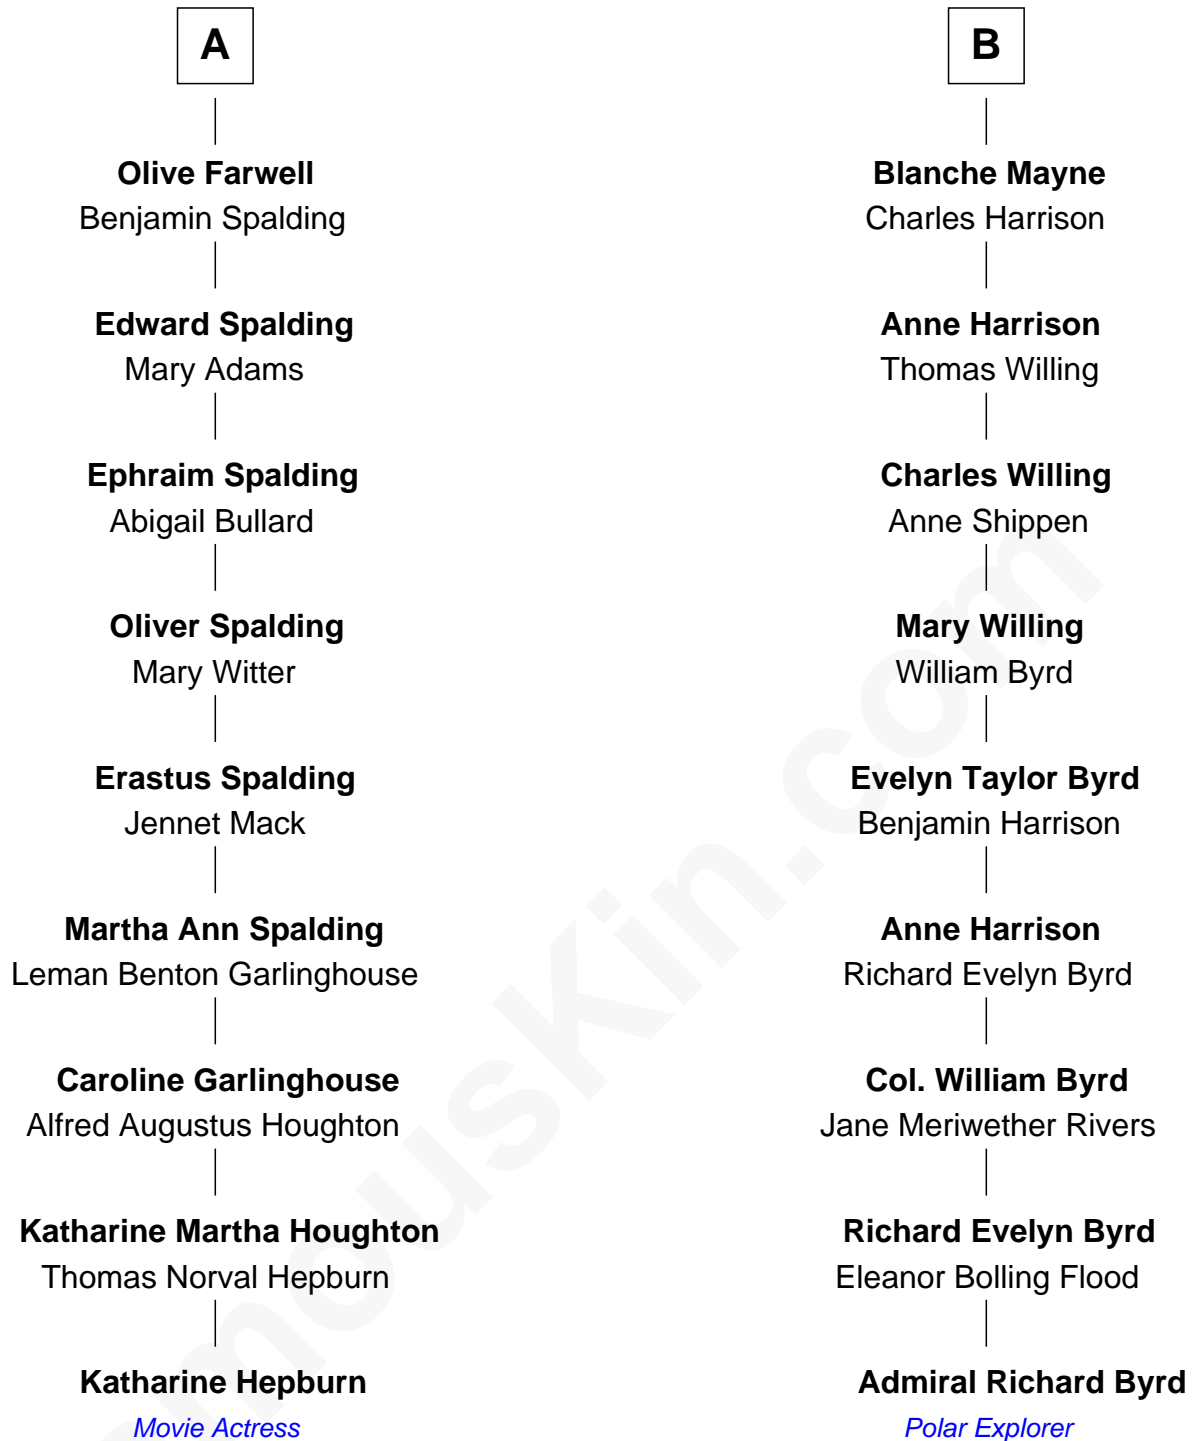 A
Olive Farwell
Benjamin Spalding
Edward Spalding
Mary Adams
Ephraim Spalding
Abigail Bullard
Oliver Spalding
Mary Witter
Erastus Spalding
Jennet Mack
Martha Ann Spalding
Leman Benton Garlinghouse
Caroline Garlinghouse
Alfred Augustus Houghton
Katharine Martha Houghton
Thomas Norval Hepburn
Katharine Hepburn
Movie Actress
B
Blanche Mayne
Charles Harrison
Anne Harrison
Thomas Willing
Charles Willing
Anne Shippen
Mary Willing
William Byrd
Evelyn Taylor Byrd
Benjamin Harrison
Anne Harrison
Richard Evelyn Byrd
Col. William Byrd
Jane Meriwether Rivers
Richard Evelyn Byrd
Eleanor Bolling Flood
Admiral Richard Byrd
Polar Explorer
mousKin.com